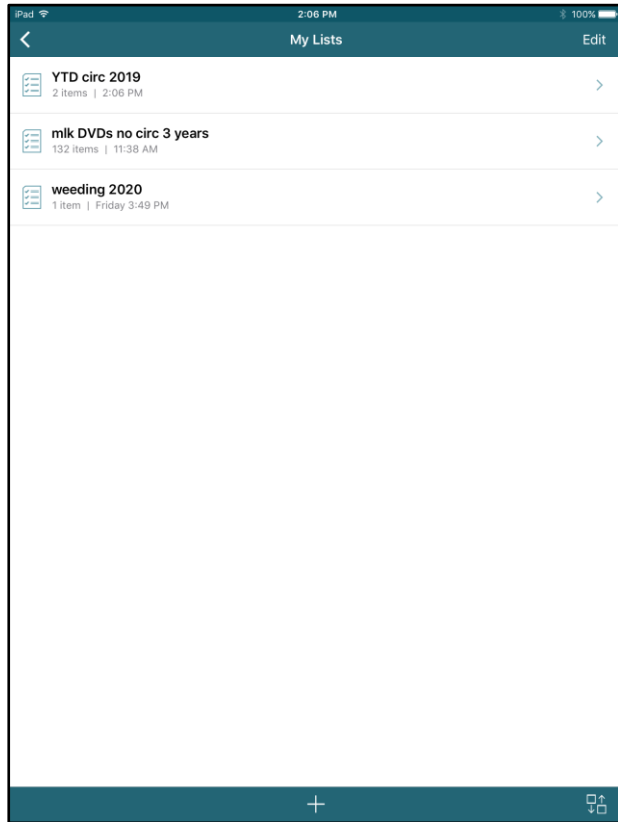 iPad 2:06 PM 100%
My Lists Edit
YTD circ 2019
2 items | 2:06 PM
mlk DVDs no circ 3 years
132 items | 11:38 AM
weeding 2020
1 item | Friday 3:49 PM